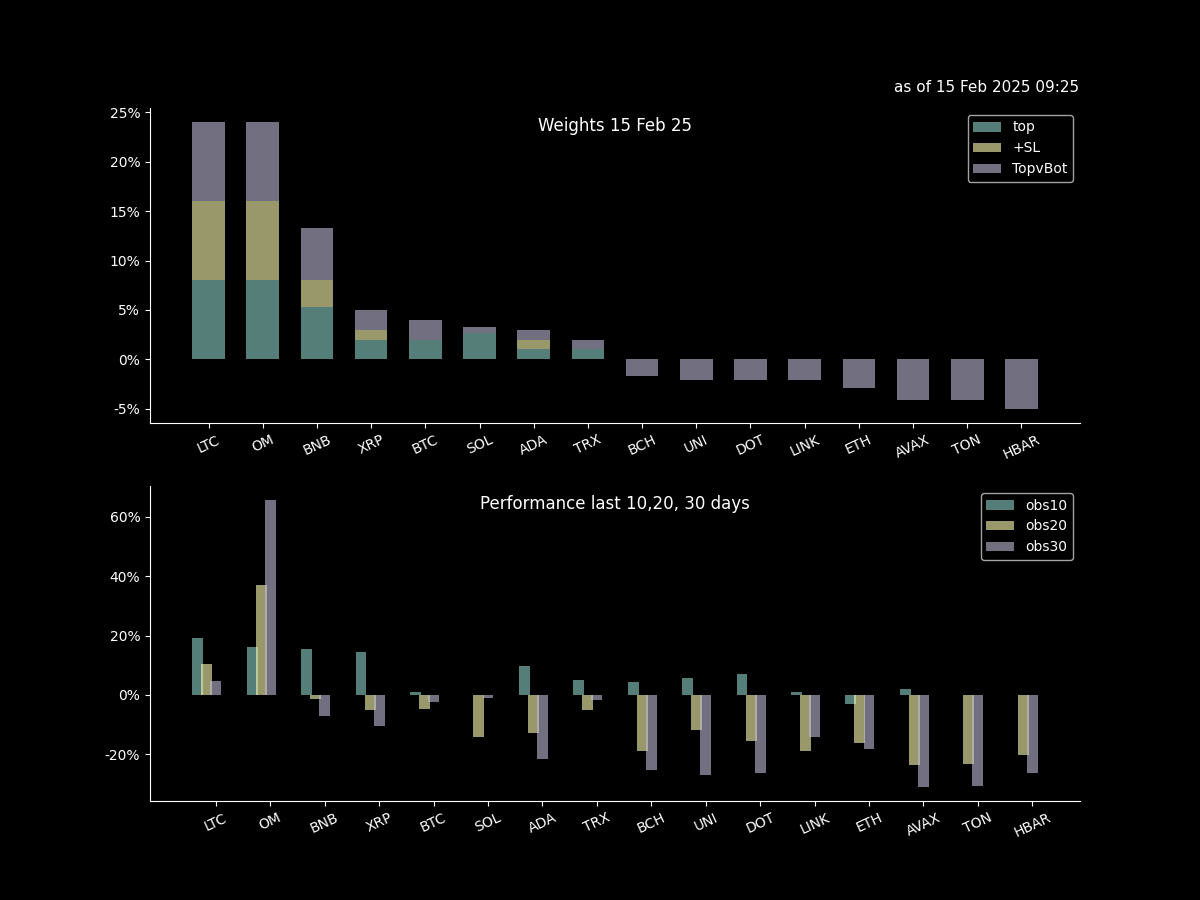 as of 15 Feb 2025 09:25
Weights 15 Feb 25
25%
20%
15%
10%
5%
0%
-5%
top
+SL
TopvBot
LTC OM BNB XRP BTC SOL ADA TRX BCH UNI DOT LINK ETH AVAX TON HBAR
Performance last 10,20, 30 days
60%
40%
20%
0%
-20%
obs10
obs20
obs30
LTC OM BNB XRP BTC SOL ADA TRX BCH UNI DOT LINK ETH AVAX TON HBAR